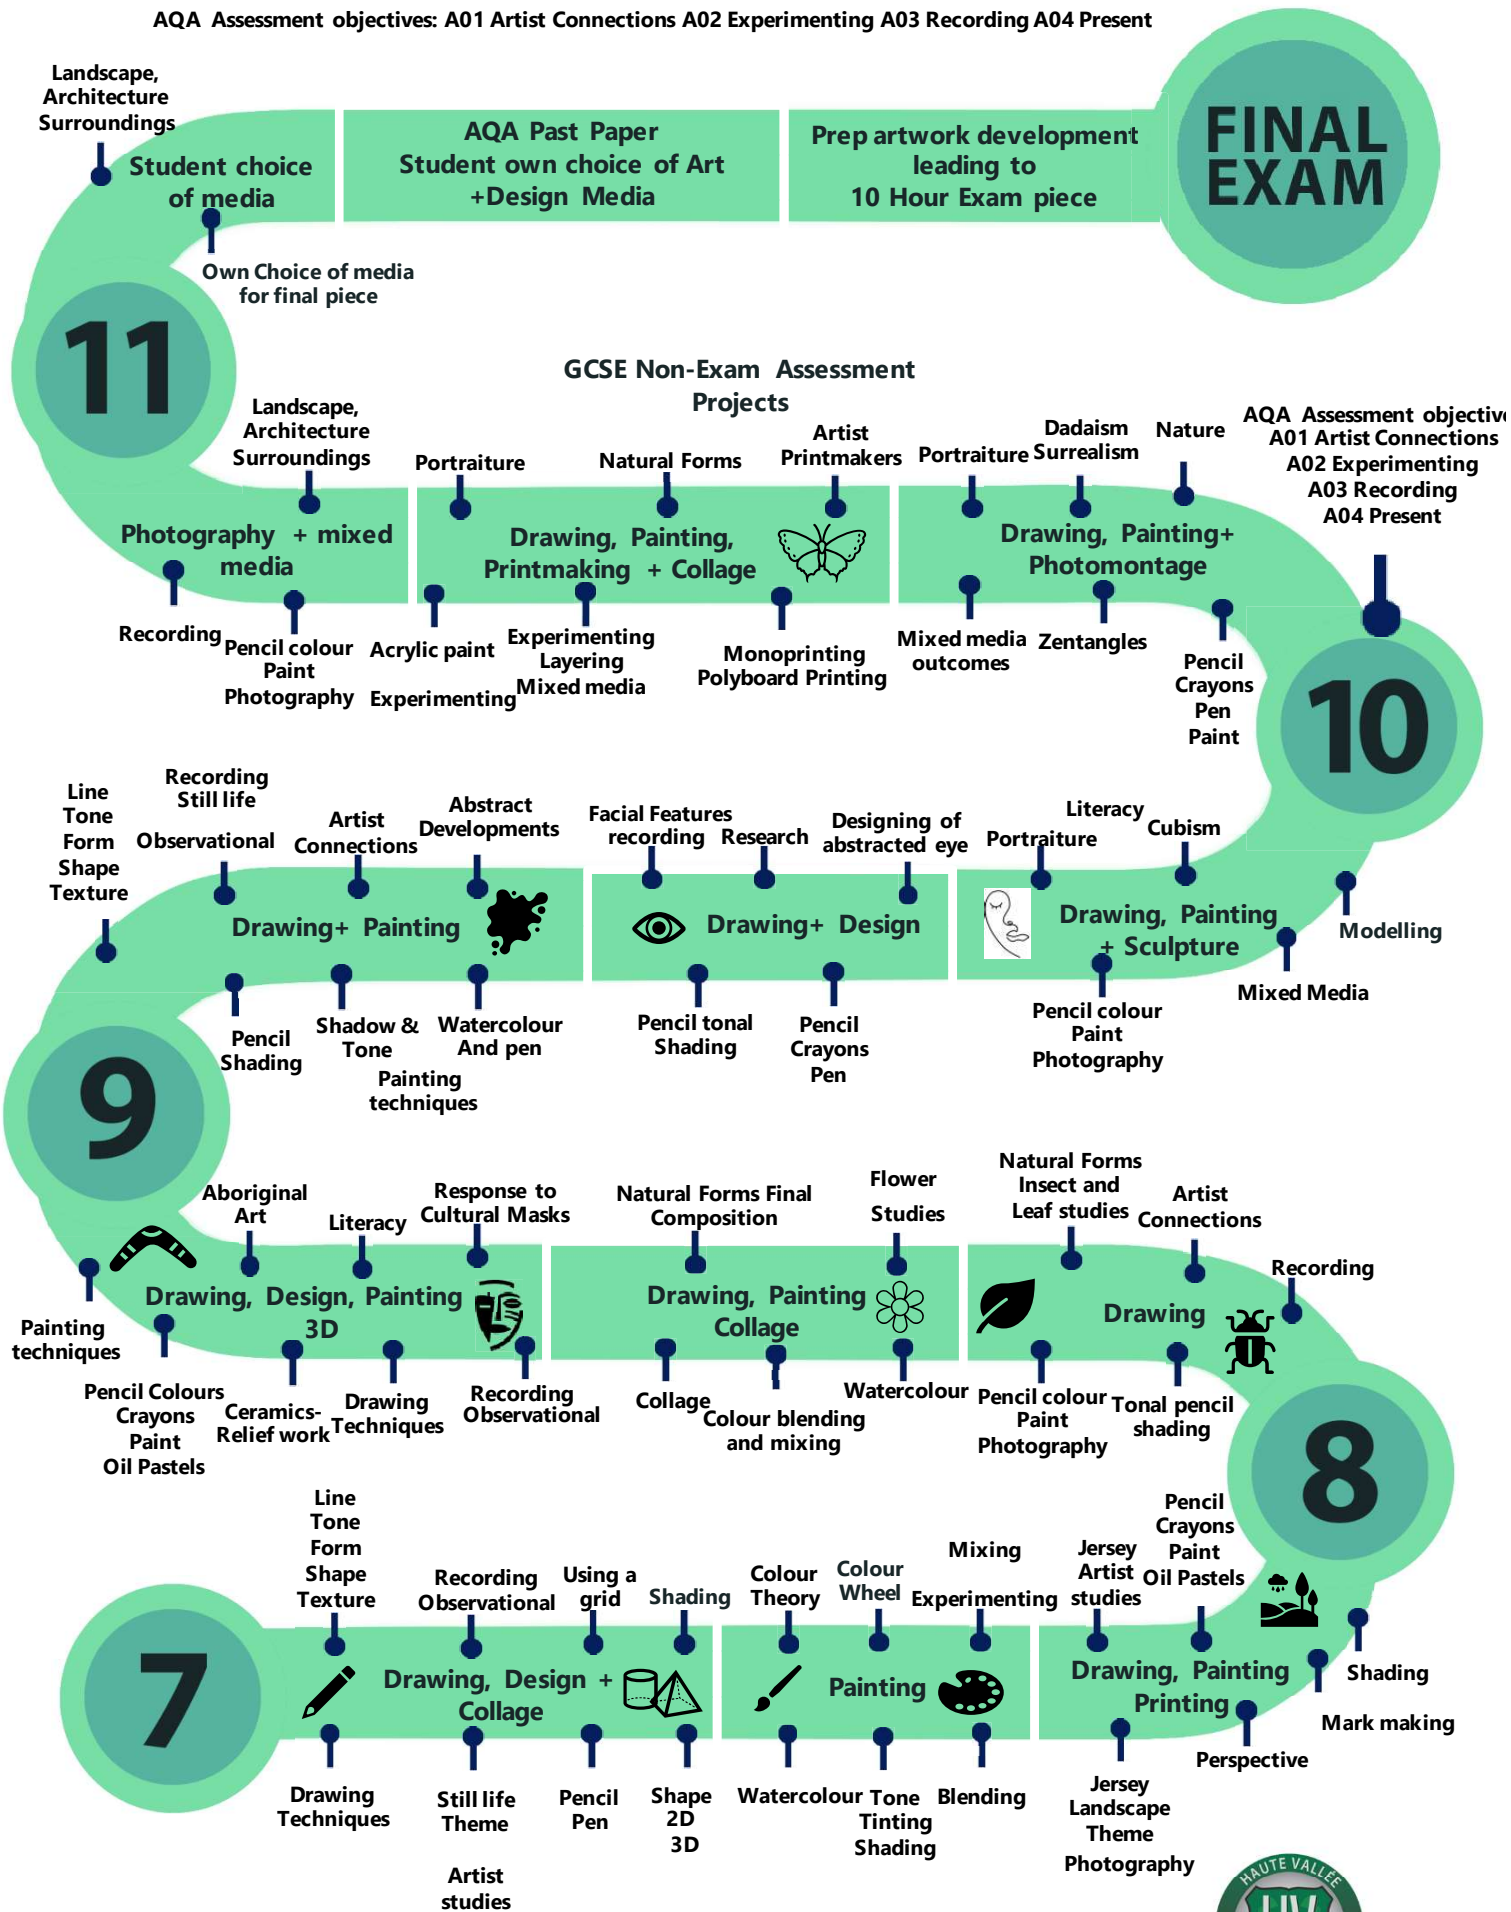 AQA Assessment objectives: A01 Artist Connections A02 Experimenting A03 Recording A04 Present
Landscape,
Architecture
Surroundings
Student choice
of media
AQA Past Paper
Student own choice of Art
+Design Media
Prep artwork development
leading to
10 Hour Exam piece
FINAL
EXAM
Own Choice of media
for final piece
11
GCSE Non-Exam Assessment
Projects
Landscape,
Architecture
Surroundings
Portraiture
Natural Forms
Artist
Printmakers
Portraiture
Dadaism
Surrealism
Nature
AQA Assessment objective
A01 Artist Connections
A02 Experimenting
A03 Recording
A04 Present
Photography + mixed
media
Drawing, Painting,
Printmaking + Collage
Drawing, Painting+
Photomontage
Recording
Pencil colour
Paint
Photography
Acrylic paint
Experimenting
Experimenting
Layering
Mixed media
Monoprinting
Polyboard Printing
Mixed media
outcomes
Zentangles
Pencil
Crayons
Pen
Paint
10
Line
Tone
Form
Shape
Texture
Recording
Still life
Observational
Artist
Connections
Abstract
Developments
Facial Features
recording
Research
Designing of
abstracted eye
Portraiture
Literacy
Cubism
Drawing+ Painting
Drawing+ Design
Drawing, Painting
+ Sculpture
Modelling
Mixed Media
Pencil
Shading
Shadow &
Tone
Watercolour
And pen
Painting
techniques
Pencil tonal
Shading
Pencil
Crayons
Pen
Pencil colour
Paint
Photography
9
Aboriginal
Art
Literacy
Response to
Cultural Masks
Natural Forms Final
Composition
Flower
Studies
Natural Forms
Insect and
Leaf studies
Artist
Connections
Recording
Drawing, Design, Painting
3D
Drawing, Painting
Collage
Drawing
Painting
techniques
Pencil Colours
Crayons
Paint
Oil Pastels
Ceramics-
Relief work
Drawing
Techniques
Recording
Observational
Collage
Colour blending
and mixing
Watercolour
Pencil colour
Paint
Photography
Tonal pencil
shading
8
Line
Tone
Form
Shape
Texture
Recording
Observational
Using a
grid
Shading
Colour
Theory
Colour
Wheel
Mixing
Experimenting
Jersey
Artist
studies
Pencil
Crayons
Paint
Oil Pastels
7
Drawing, Design +
Collage
Painting
Drawing, Painting
Printing
Shading
Mark making
Perspective
Drawing
Techniques
Still life
Theme
Artist
studies
Pencil
Pen
Shape
2D
3D
Watercolour
Tone
Tinting
Shading
Blending
Jersey
Landscape
Theme
Photography
HAUTE VALLÉE
HV